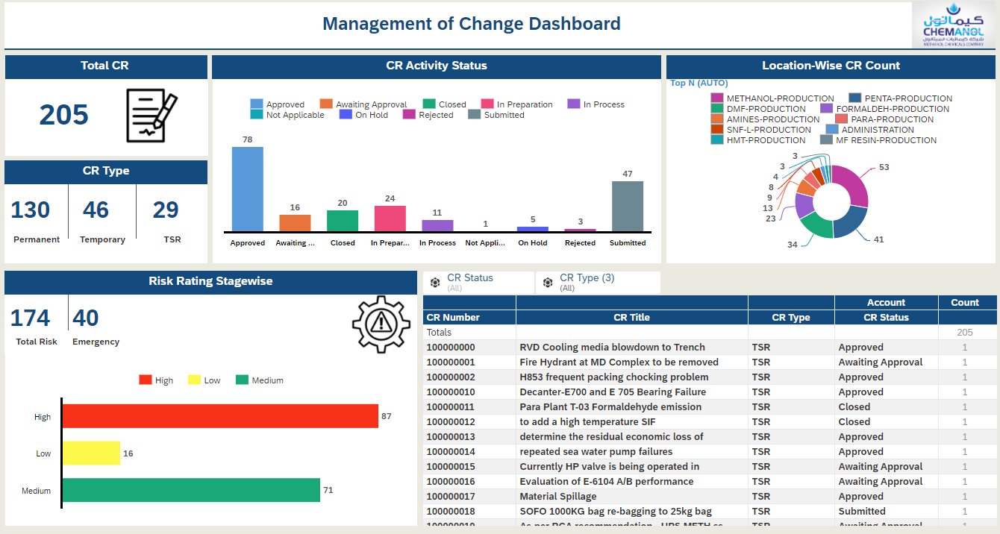 Management of Change Dashboard
كيمانول
CHEMANOL
شركة كيمائيات الميثانول
METHANOL CHEMICALS COMPANY
Total CR
205
CR Type
130
46
29
Permanent
Temporary
TSR
CR Activity Status
Approved Awaiting Approval Closed In Preparation In Process
Not Applicable On Hold Rejected Submitted
78
16
20
24
11
1
5
3
47
Approved Awaiting ... Closed In Prepar... In Process Not Appli... On Hold Rejected Submitted
Location-Wise CR Count
Top N (AUTO)
METHANOL-PRODUCTION PENTA-PRODUCTION
DMF-PRODUCTION FORMALDEH-PRODUCTION
AMINES-PRODUCTION PARA-PRODUCTION
SNF-L-PRODUCTION ADMINISTRATION
HMT-PRODUCTION MF RESIN-PRODUCTION
3
3
4
8
9
13
23
34
53
41
Risk Rating Stagewise
174
40
Total Risk
Emergency
High Low Medium
High 87
Low 16
Medium 71
CR Status
(All)
CR Type (3)
(All)
Account Count
CR Number CR Title CR Type CR Status
Totals 205
100000000 RVD Cooling media blowdown to Trench TSR Approved 1
100000001 Fire Hydrant at MD Complex to be removed TSR Awaiting Approval 1
100000002 H853 frequent packing chocking problem TSR Approved 1
100000010 Decanter-E700 and E 705 Bearing Failure TSR Approved 1
100000011 Para Plant T-03 Formaldehyde emission TSR Closed 1
100000012 to add a high temperature SIF TSR Closed 1
100000013 determine the residual economic loss of TSR Approved 1
100000014 repeated sea water pump failures TSR Approved 1
100000015 Currently HP valve is being operated in TSR Awaiting Approval 1
100000016 Evaluation of E-6104 A/B performance TSR Awaiting Approval 1
100000017 Material Spillage TSR Approved 1
100000018 SOFO 1000KG bag re-bagging to 25kg bag TSR Submitted 1
100000019 As per RCA recommendation - UPS METH TSR Awaiting Approval 1